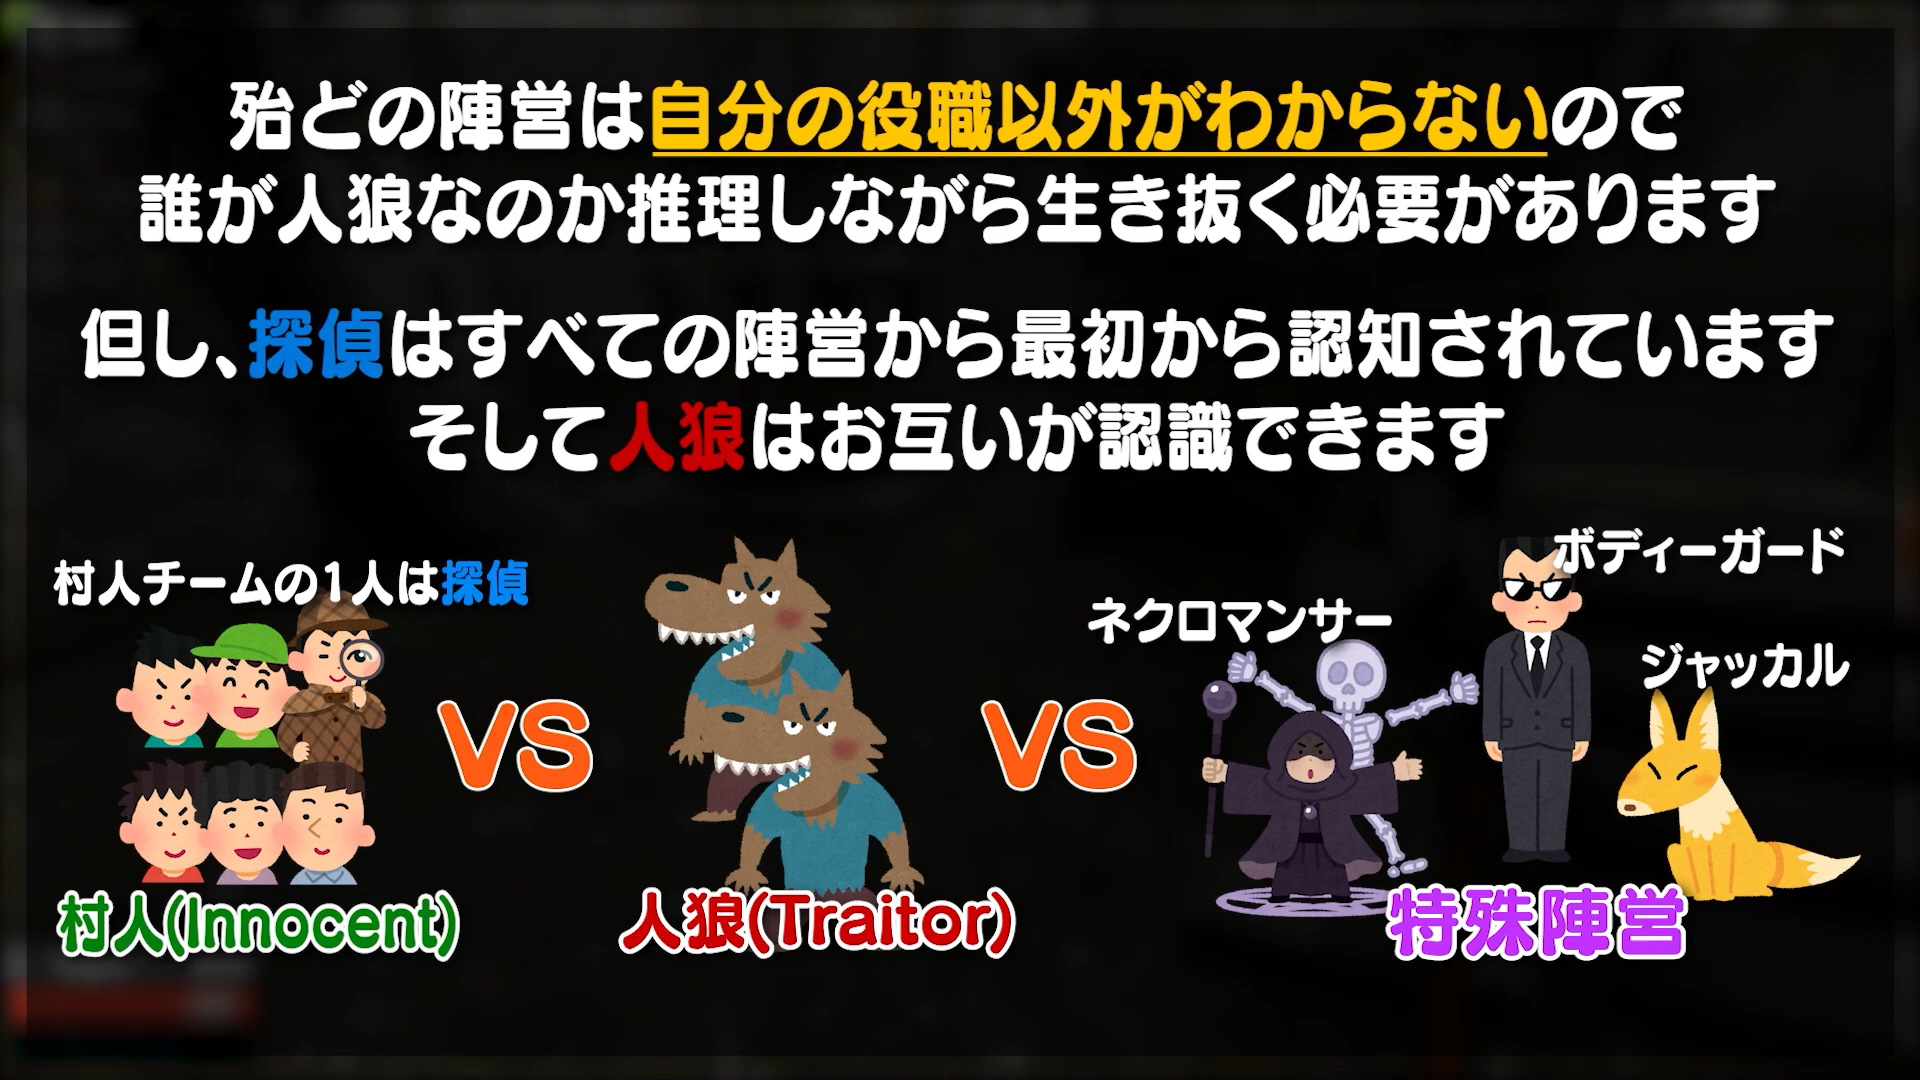 殆どの陣営は自分の役職以外がわからないので
誰が人狼なのか推理しながら生き抜く必要があります
但し、探偵はすべての陣営から最初から認知されています
そして人狼はお互いが認識できます
村人チームの1人は探偵
ボディーガード
ネクロマンサー
ジャッカル
VS
VS
村人(Innocent)
人狼(Traitor)
特殊陣営